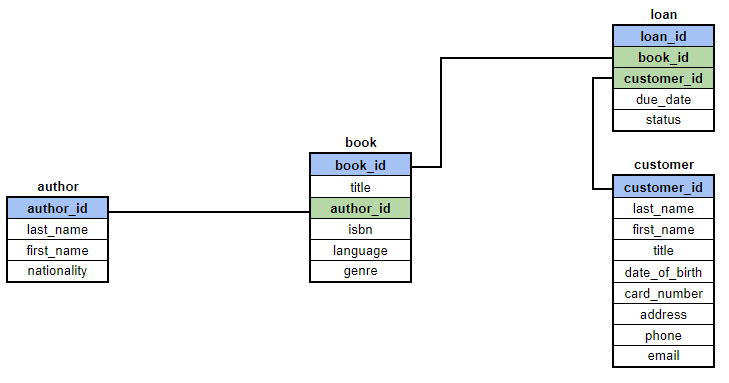 author
author_id
last_name
first_name
nationality
book
book_id
title
author_id
isbn
language
genre
loan
loan_id
book_id
customer_id
due_date
status
customer
customer_id
last_name
first_name
title
date_of_birth
card_number
address
phone
email